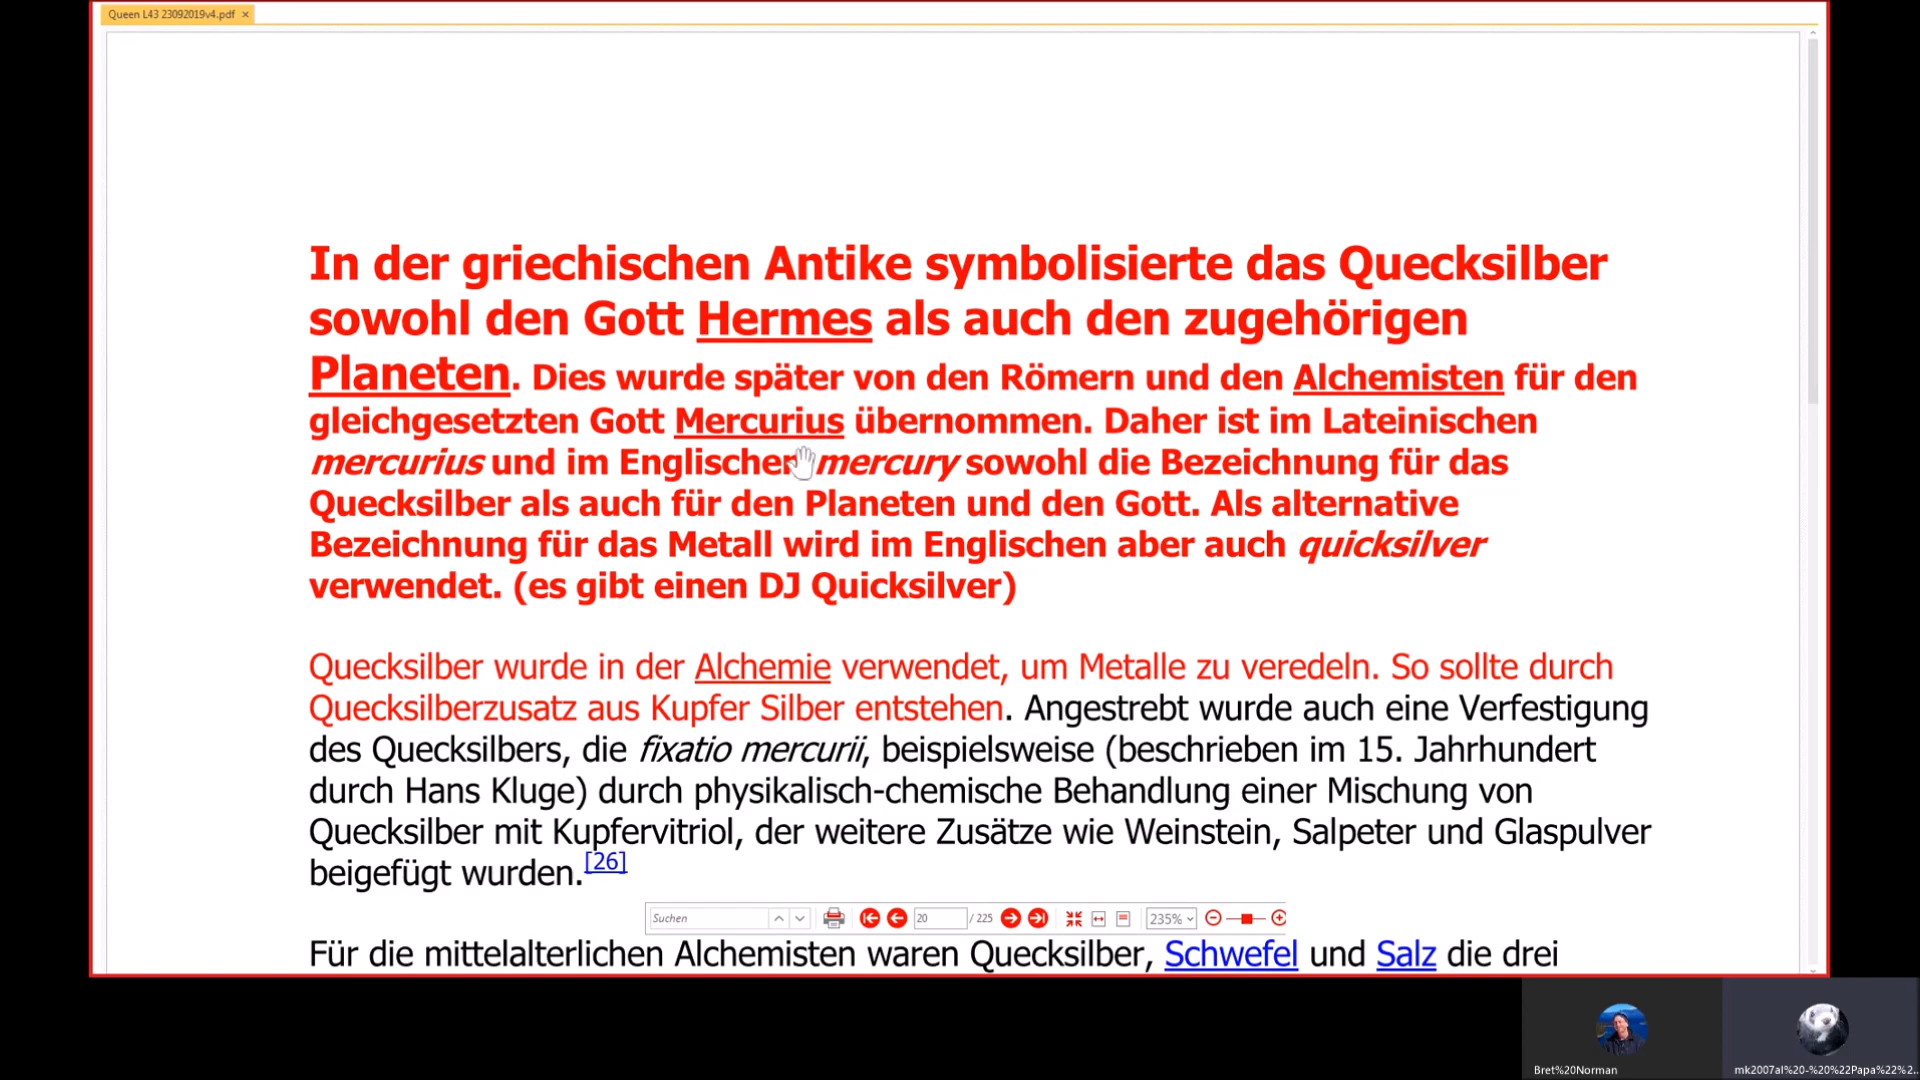 Queen L43 23092019v4.pdf
In der griechischen Antike symbolisierte das Quecksilber
sowohl den Gott Hermes als auch den zugehörigen
Planeten. Dies wurde später von den Römern und den Alchemisten für den
gleichgesetzten Gott Mercurius übernommen. Daher ist im Lateinischen
mercurius und im Englischen mercury sowohl die Bezeichnung für das
Quecksilber als auch für den Planeten und den Gott. Als alternative
Bezeichnung für das Metall wird im Englischen aber auch quicksilver
verwendet. (es gibt einen DJ Quicksilver)
Quecksilber wurde in der Alchemie verwendet, um Metalle zu veredeln. So sollte durch
Quecksilberzusatz aus Kupfer Silber entstehen. Angestrebt wurde auch eine Verfestigung
des Quecksilbers, die fixatio mercurii, beispielsweise (beschrieben im 15. Jahrhundert
durch Hans Kluge) durch physikalisch-chemische Behandlung einer Mischung von
Quecksilber mit Kupfervitriol, der weitere Zusätze wie Weinstein, Salpeter und Glaspulver
beigefügt wurden.[26]
Suchen 20 / 225 235%
Für die mittelalterlichen Alchemisten waren Quecksilber, Schwefel und Salz die drei
Bret%20Norman
mk2007al%20-%20%22Papa%22%2...